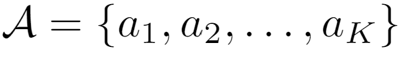 𝒜 = {a₁, a₂, . . . , a_K}